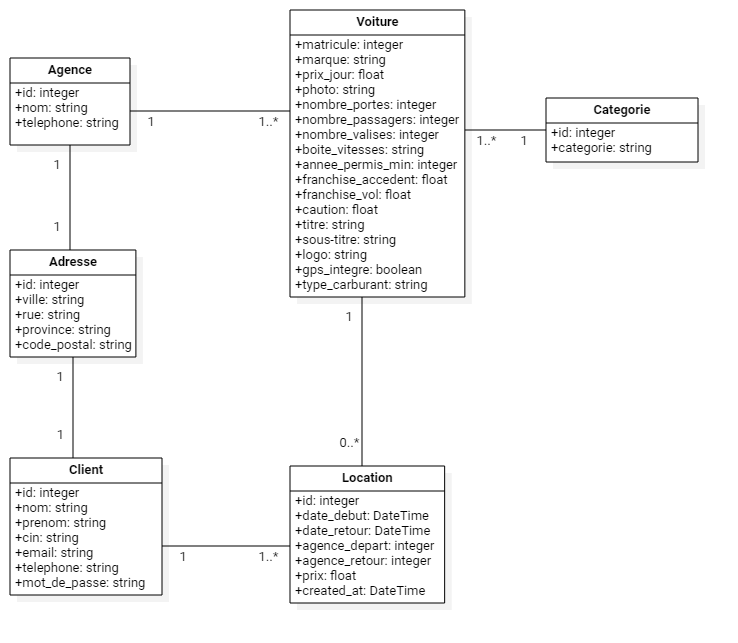 Voiture
+matricule: integer
+marque: string
+prix_jour: float
+photo: string
+nombre_portes: integer
+nombre_passagers: integer
+nombre_valises: integer
+boite_vitesses: string
+annee_permis_min: integer
+franchise_accedent: float
+franchise_vol: float
+caution: float
+titre: string
+sous-titre: string
+logo: string
+gps_integre: boolean
+type_carburant: string
Agence
+id: integer
+nom: string
+telephone: string
1
1..*
Categorie
+id: integer
+categorie: string
1..*
1
1
1
Adresse
+id: integer
+ville: string
+rue: string
+province: string
+code_postal: string
1
1
1
0..*
Client
+id: integer
+nom: string
+prenom: string
+cin: string
+email: string
+telephone: string
+mot_de_passe: string
1
1..*
Location
+id: integer
+date_debut: DateTime
+date_retour: DateTime
+agence_depart: integer
+agence_retour: integer
+prix: float
+created_at: DateTime